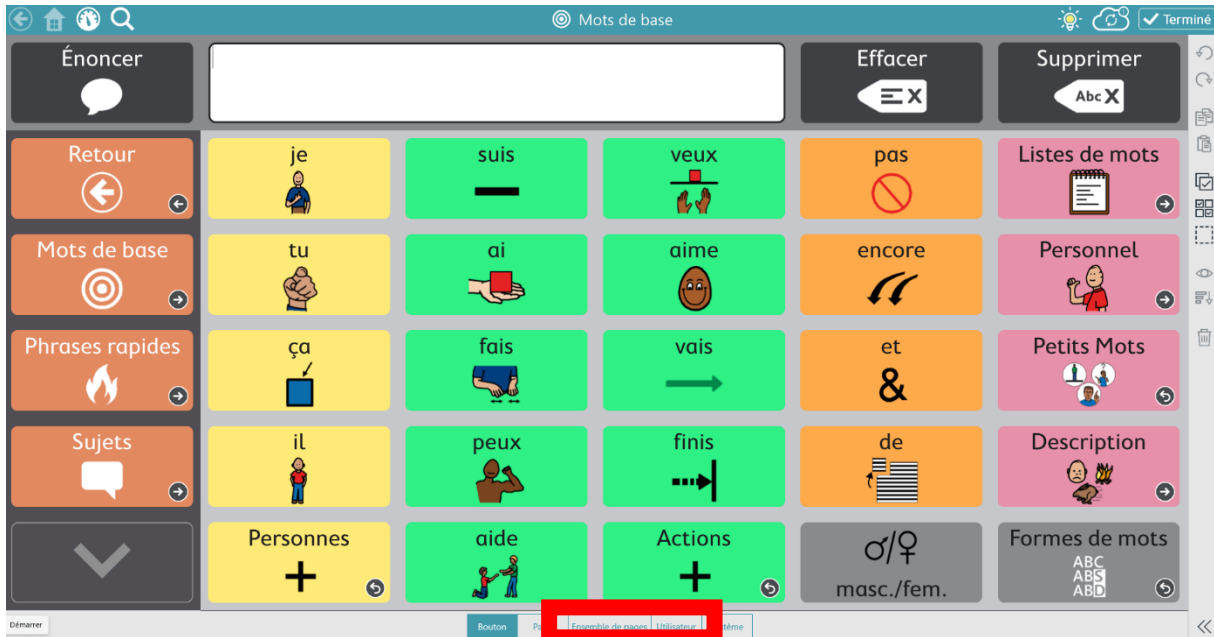 Mots de base
Terminé
Énoncer
Effacer
Supprimer
Abc X
Retour
je
suis
veux
pas
Listes de mots
Mots de base
tu
ai
aime
encore
Personnel
Phrases rapides
ça
fais
vais
et
Petits Mots
&
Sujets
il
peux
finis
de
Description
Personnes
aide
Actions
♂/♀
masc./fem.
Formes de mots
ABC
ABS
ABD
Démarrer
Bouton
Ensemble de pages
Utilisateur